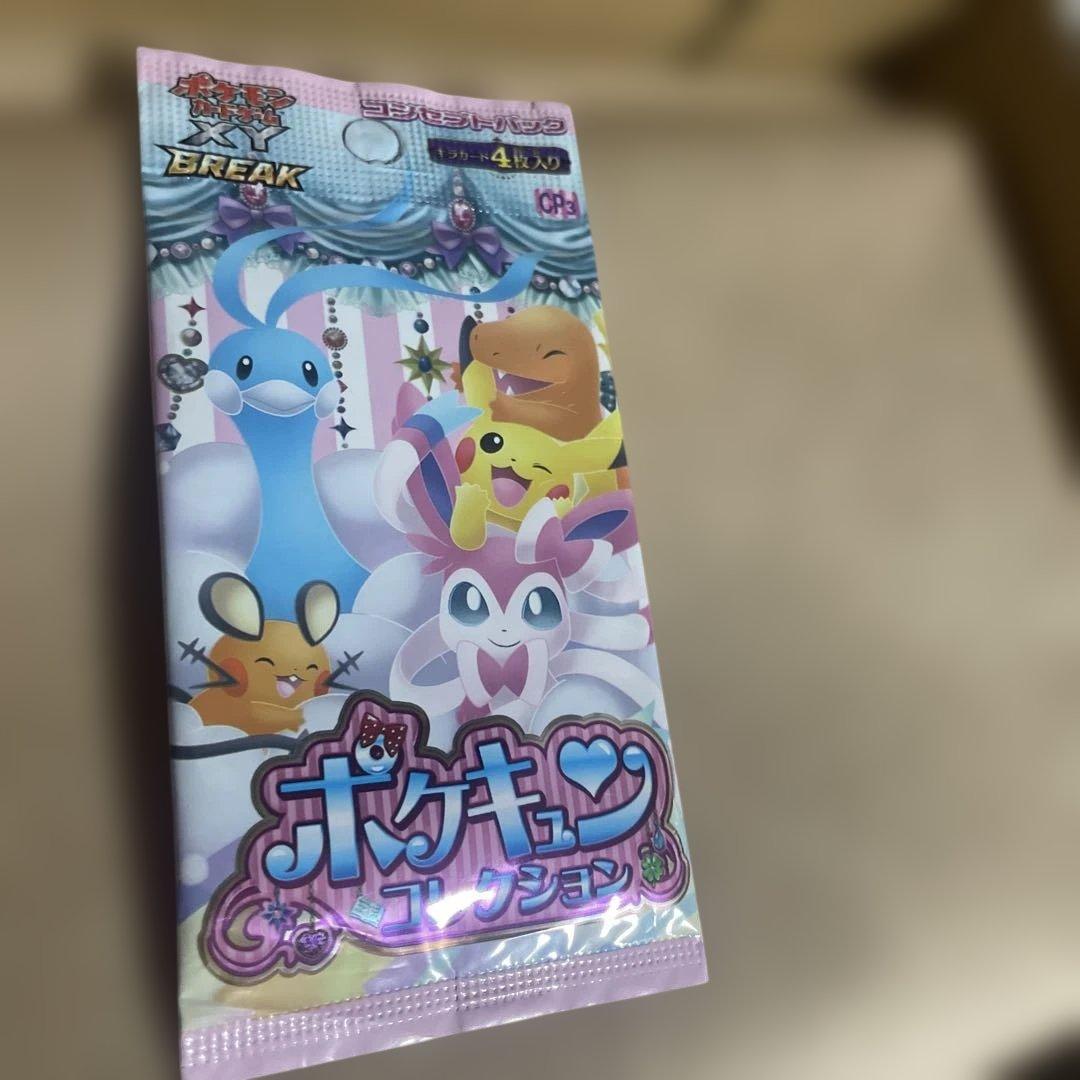 ポケモン
カードゲーム
XY
BREAK
コンセプトパック
キラカード4枚入り
CP3
ポケキュン
コレクション